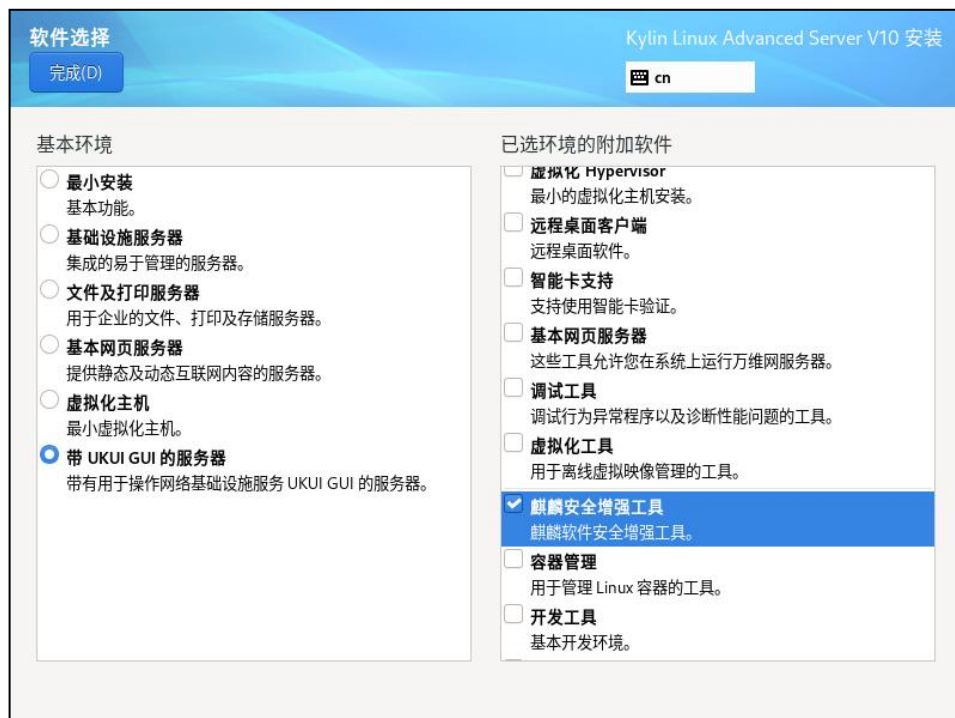 软件选择
完成(D)
Kylin Linux Advanced Server V10 安装
cn
基本环境
最小安装
基本功能。
基础设施服务器
集成的易于管理的服务器。
文件及打印服务器
用于企业的文件、打印及存储服务器。
基本网页服务器
提供静态及动态互联网内容的服务器。
虚拟化主机
最小虚拟化主机。
带 UKUI GUI 的服务器
带有用于操作网络基础设施服务 UKUI GUI 的服务器。
已选环境的附加软件
虚拟化 Hypervisor
最小的虚拟化主机安装。
远程桌面客户端
远程桌面软件。
智能卡支持
支持使用智能卡验证。
基本网页服务器
这些工具允许您在系统上运行万维网服务器。
调试工具
调试行为异常程序以及诊断性能问题的工具。
虚拟化工具
用于离线虚拟映像管理的工具。
麒麟安全增强工具
麒麟软件安全增强工具。
容器管理
用于管理 Linux 容器的工具。
开发工具
基本开发环境。